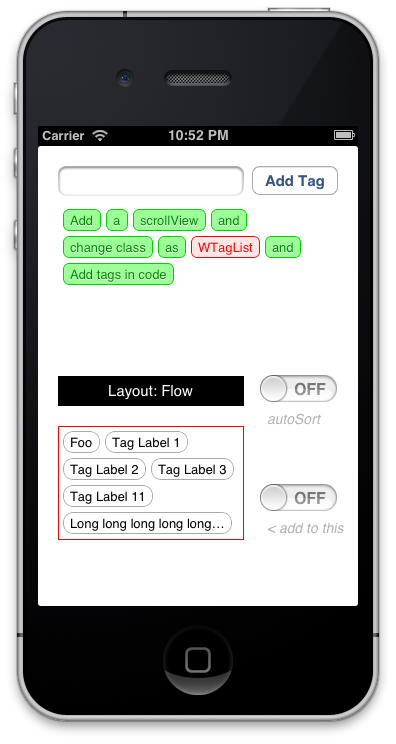 Carrier 10:52 PM
Add Tag
Add a scrollView and
change class as WTagList and
Add tags in code
Layout: Flow OFF
autoSort
Foo Tag Label 1
Tag Label 2 Tag Label 3
Tag Label 11 OFF
Long long long long long… < add to this